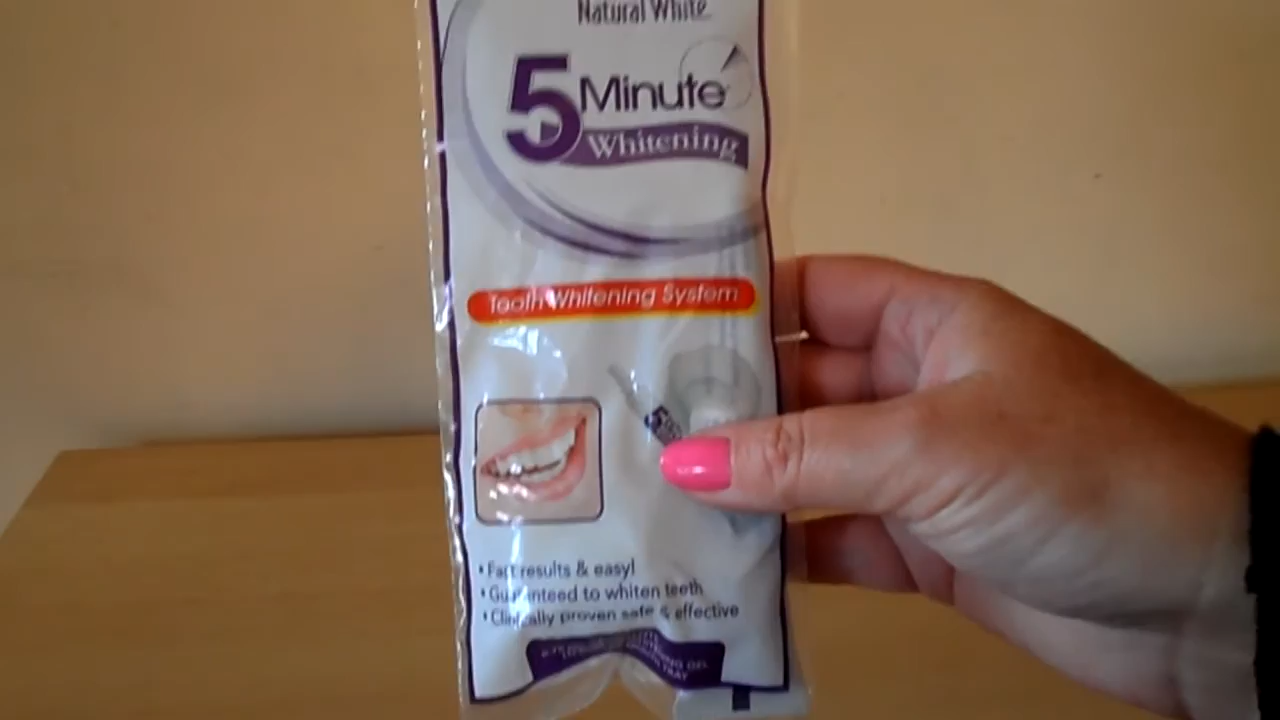 Natural White
5 Minute
Whitening
Tooth Whitening System
5
• Fast results & easy!
• Guaranteed to whiten teeth
• Clinically proven safe & effective